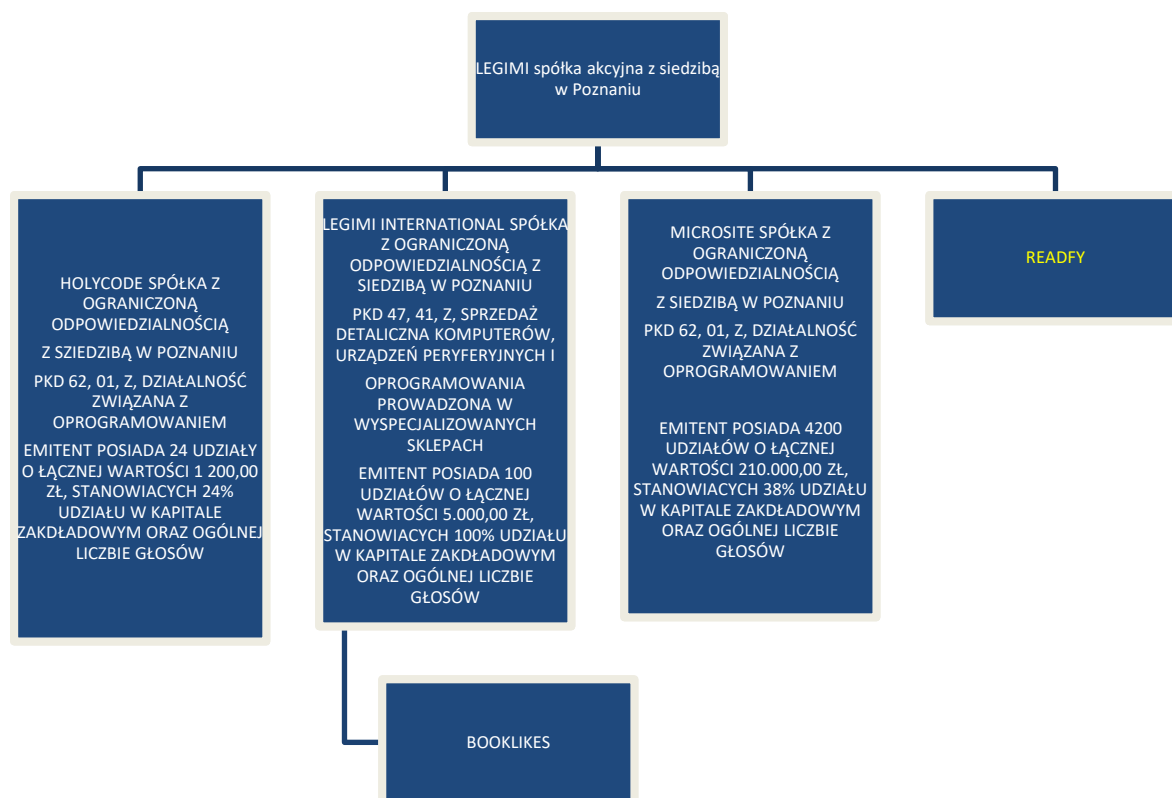 LEGIMI spółka akcyjna z siedzibą
w Poznaniu
HOLYCODE SPÓŁKA Z
OGRANICZONĄ
ODPOWIEDZIALNOŚCIĄ
Z SZIEDZIBĄ W POZNANIU
PKD 62, 01, Z, DZIAŁALNOŚĆ
ZWIĄZANA Z
OPROGRAMOWANIEM
EMITENT POSIADA 24 UDZIAŁY
O ŁĄCZNEJ WARTOŚCI 1 200,00
ZŁ, STANOWIACYCH 24%
UDZIAŁU W KAPITALE
ZAKDŁADOWYM ORAZ OGÓLNEJ
LICZBIE GŁOSÓW
LEGIMI INTERNATIONAL SPÓŁKA
Z OGRANICZONĄ
ODPOWIEDZIALNOŚCIĄ Z
SIEDZIBĄ W POZNANIU
PKD 47, 41, Z, SPRZEDAŻ
DETALICZNA KOMPUTERÓW,
URZĄDZEŃ PERYFERYJNYCH I
OPROGRAMOWANIA
PROWADZONA W
WYSPECJALIZOWANYCH
SKLEPACH
EMITENT POSIADA 100
UDZIAŁÓW O ŁĄCZNEJ
WARTOŚCI 5.000,00 ZŁ,
STANOWIACYCH 100% UDZIAŁU
W KAPITALE ZAKDŁADOWYM
ORAZ OGÓLNEJ LICZBIE
GŁOSÓW
MICROSITE SPÓŁKA Z
OGRANICZONĄ
ODPOWIEDZIALNOŚCIĄ
Z SIEDZIBĄ W POZNANIU
PKD 62, 01, Z, DZIAŁALNOŚĆ
ZWIĄZANA Z
OPROGRAMOWANIEM
EMITENT POSIADA 4200
UDZIAŁÓW O ŁĄCZNEJ
WARTOŚCI 210.000,00 ZŁ,
STANOWIACYCH 38% UDZIAŁU
W KAPITALE ZAKDŁADOWYM
ORAZ OGÓLNEJ LICZBIE
GŁOSÓW
READFY
BOOKLIKES